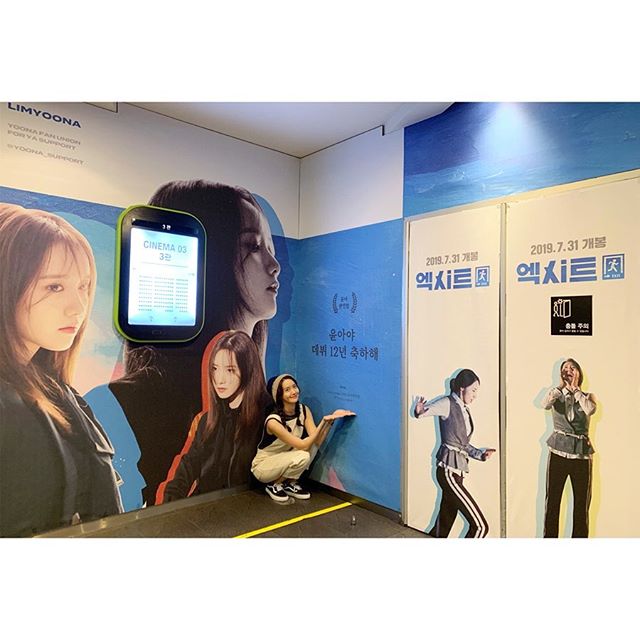 LIMYOONA
YOONA FAN UNION
FOR YA SUPPORT
@YOONA_SUPPORT
3관
CINEMA 03
3관
윤아야
데뷔 12년 축하해
2019.7.31 개봉
엑시트
EXIT
2019.7.31 개봉
엑시트
EXIT
충돌 주의